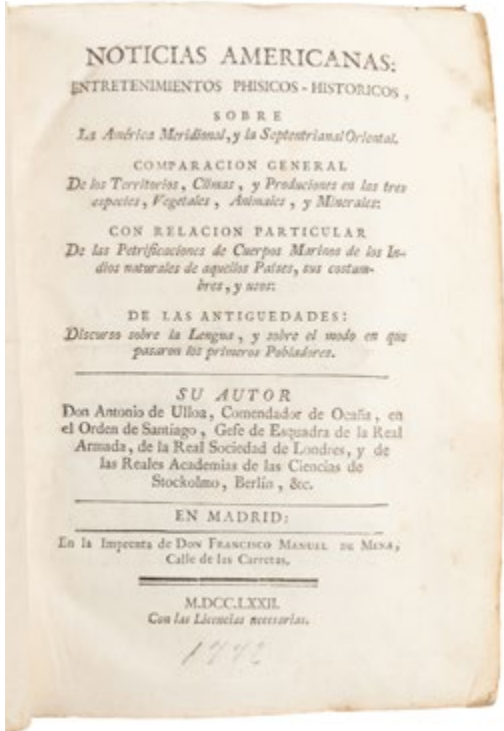 NOTICIAS AMERICANAS:
ENTRETENIMIENTOS PHISICOS-HISTORICOS,
SOBRE
La América Meridional, y la Septentrianal Oriental.
COMPARACION GENERAL
De los Territorios, Climas, y Produciones en las tres
especies, Vegetales, Animales, y Minerales:
CON RELACION PARTICULAR
De las Petrificaciones de Cuerpos Marinos de los In-
dios naturales de aquellos Paises, sus costum-
bres, y usos:
DE LAS ANTIGUEDADES:
Discurso sobre la Lengua, y sobre el modo en que
pasaron los primeros Pobladores.
SU AUTOR
Don Antonio de Ulloa, Comendador de Ocaña, en
el Orden de Santiago, Gefe de Esquadra de la Real
Armada, de la Real Sociedad de Londres, y de
las Reales Academias de las Ciencias de
Stockolmo, Berlin, &c.
EN MADRID:
En la Imprenta de DON FRANCISCO MANUEL DE MENA,
Calle de las Carretas.
M.DCC.LXXII.
Con las Licencias necesarias.
1772